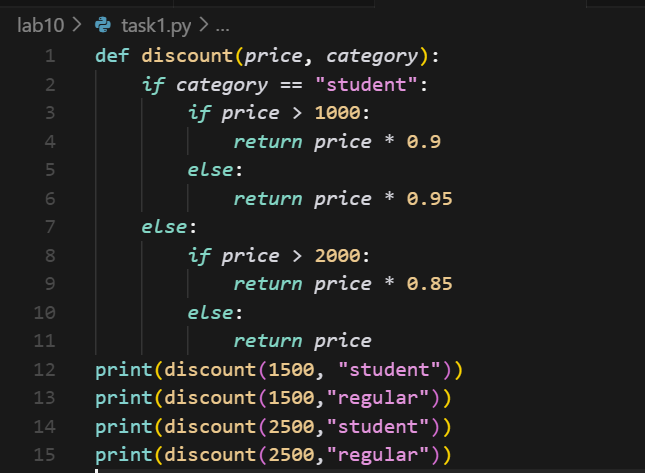 lab10 > task1.py > ...
1 def discount(price, category):
2     if category == "student":
3         if price > 1000:
4             return price * 0.9
5         else:
6             return price * 0.95
7     else:
8         if price > 2000:
9             return price * 0.85
10         else:
11             return price
12 print(discount(1500, "student"))
13 print(discount(1500,"regular"))
14 print(discount(2500,"student"))
15 print(discount(2500,"regular"))